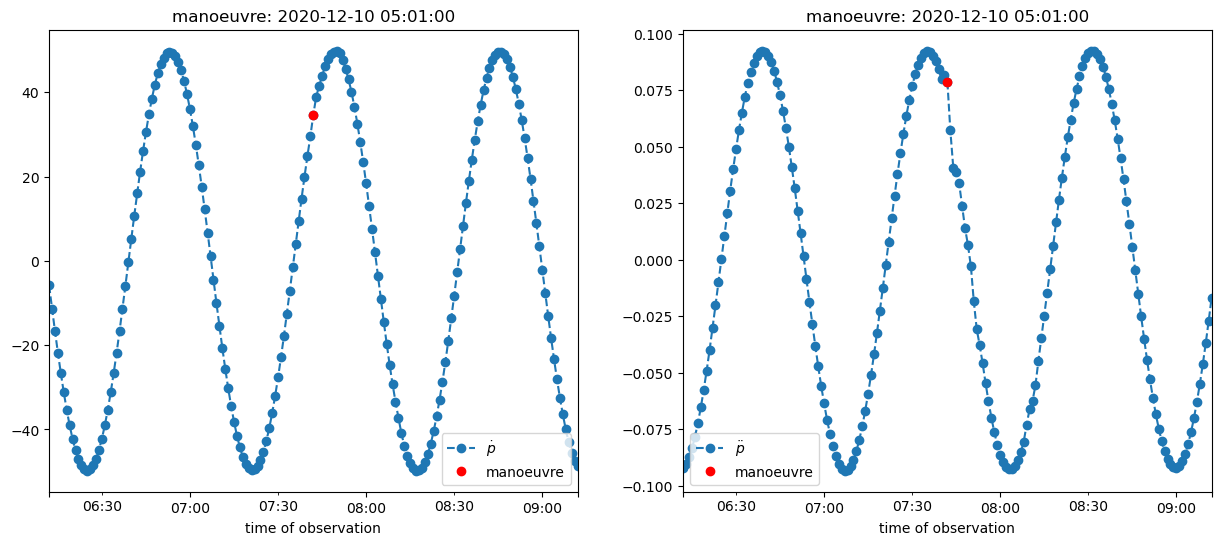 manoeuvre: 2020-12-10 05:01:00
40
20
0
−20
−40
06:30 07:00 07:30 08:00 08:30 09:00
time of observation
ṗ
manoeuvre
manoeuvre: 2020-12-10 05:01:00
0.100
0.075
0.050
0.025
0.000
−0.025
−0.050
−0.075
−0.100
06:30 07:00 07:30 08:00 08:30 09:00
time of observation
p̈
manoeuvre